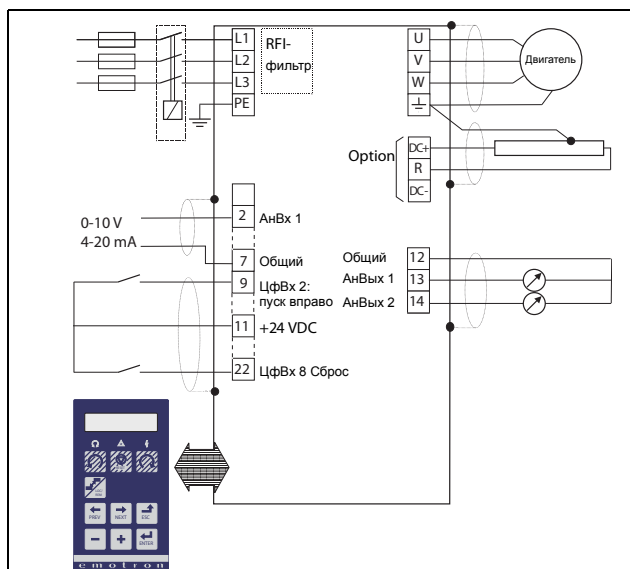 L1
RFI-
L2
фильтр
L3
PE
U
V
W
Двигатель
Option
DC+
R
DC-
0-10 V
4-20 mA
2
АнВх 1
7
Общий
9
ЦфВх 2:
пуск вправо
11
+24 VDC
22
ЦфВх 8 Сброс
Общий
12
АнВых 1
13
АнВых 2
14
PREV
NEXT
ESC
−
+
ENTER
emotron